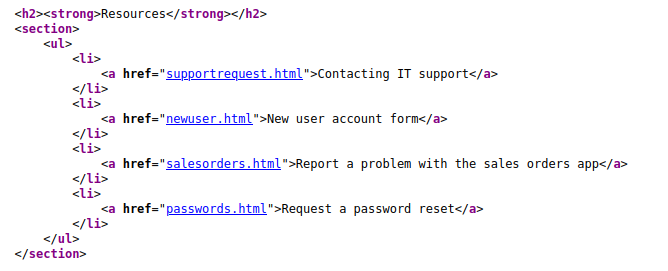 <h2><strong>Resources</strong></h2>
<section>
    <ul>
        <li>
            <a href="supportrequest.html">Contacting IT support</a>
        </li>
        <li>
            <a href="newuser.html">New user account form</a>
        </li>
        <li>
            <a href="salesorders.html">Report a problem with the sales orders app</a>
        </li>
        <li>
            <a href="passwords.html">Request a password reset</a>
        </li>
    </ul>
</section>